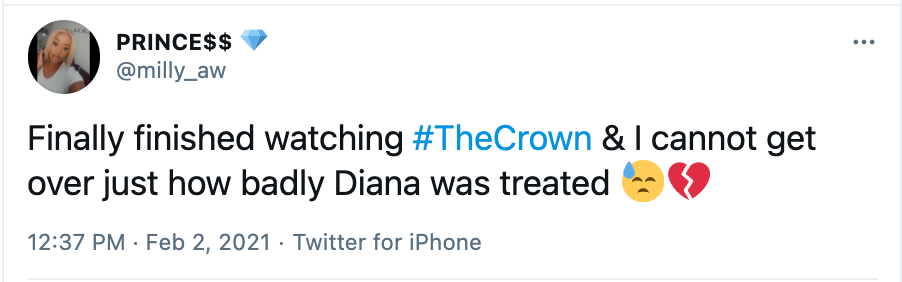 PRINCE$$ 💎
@milly_aw
Finally finished watching #TheCrown & I cannot get
over just how badly Diana was treated 😓💔
12:37 PM · Feb 2, 2021 · Twitter for iPhone